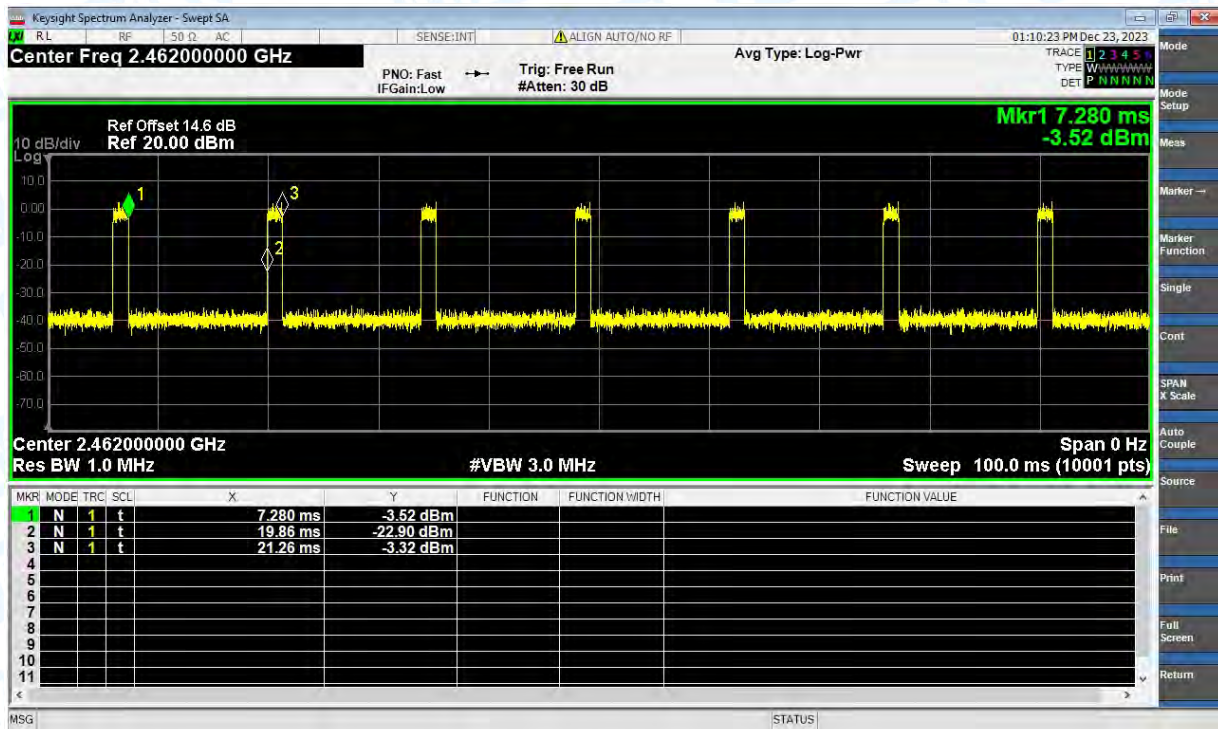 Keysight Spectrum Analyzer - Swept SA
LXI RL RF 50 Ω AC SENSE:INT ALIGN AUTO/NO RF 01:10:23 PM Dec 23, 2023
Center Freq 2.462000000 GHz
PNO: Fast
IFGain:Low
Trig: Free Run
#Atten: 30 dB
Avg Type: Log-Pwr
TRACE 1 2 3 4 5 6
TYPE WWWWWW
DET P N N N N N
Ref Offset 14.6 dB
10 dB/div Ref 20.00 dBm
Log
Mkr1 7.280 ms
-3.52 dBm
10.0
0.00
-10.0
-20.0
-30.0
-40.0
-50.0
-60.0
-70.0
1
2
3
Center 2.462000000 GHz Span 0 Hz
Res BW 1.0 MHz #VBW 3.0 MHz Sweep 100.0 ms (10001 pts)
MKR MODE TRC SCL X Y FUNCTION FUNCTION WIDTH FUNCTION VALUE
1 N 1 t 7.280 ms -3.52 dBm
2 N 1 t 19.86 ms -22.90 dBm
3 N 1 t 21.26 ms -3.32 dBm
4
5
6
7
8
9
10
11
MSG STATUS
Mode
Mode
Setup
Meas
Marker →
Marker
Function
Single
Cont
SPAN
X Scale
Auto
Couple
Source
File
Print
Full
Screen
Return